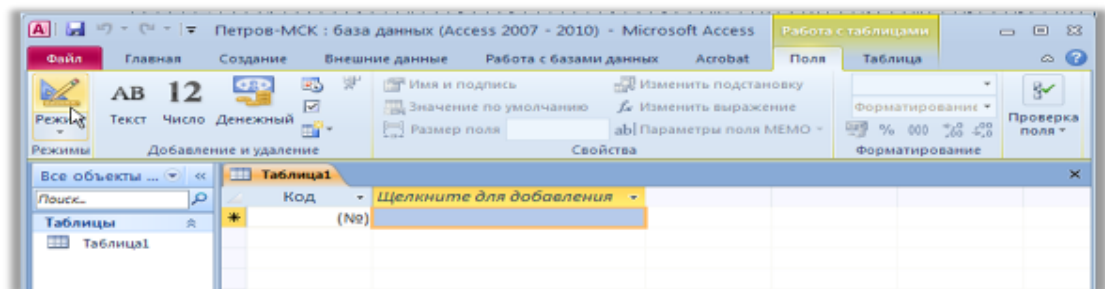 A Петров-МСК : база данных (Access 2007 - 2010) - Microsoft Access Работа с таблицами
Файл Главная Создание Внешние данные Работа с базами данных Acrobat Поля Таблица
Имя и подпись Изменить подстановку
AB 12 Значение по умолчанию fx Изменить выражение Форматирование
Режим Текст Число Денежный Размер поля ab| Параметры поля МЕМО % 000 Проверка поля
Режимы Добавление и удаление Свойства Форматирование
Все объекты ... « Таблица1
Поиск... Код Щелкните для добавления
Таблицы (№)
Таблица1